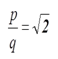 p/q = √2